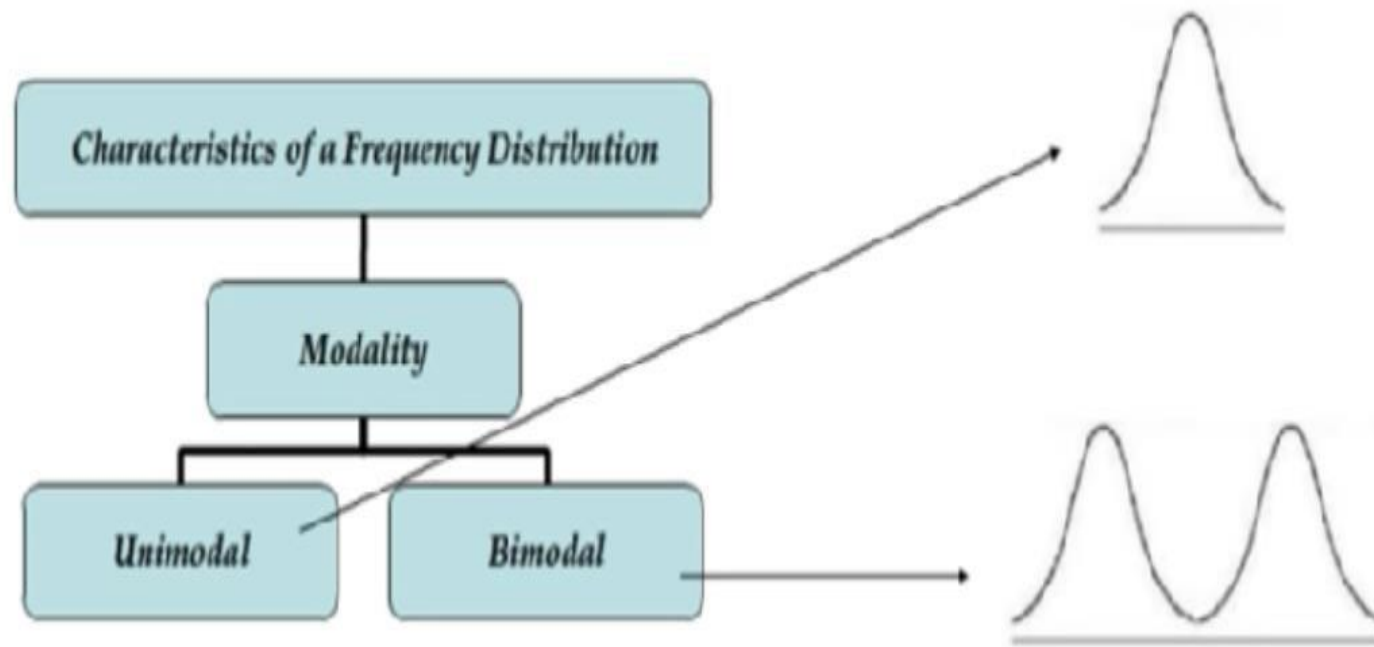 Characteristics of a Frequency Distribution
Modality
Unimodal
Bimodal